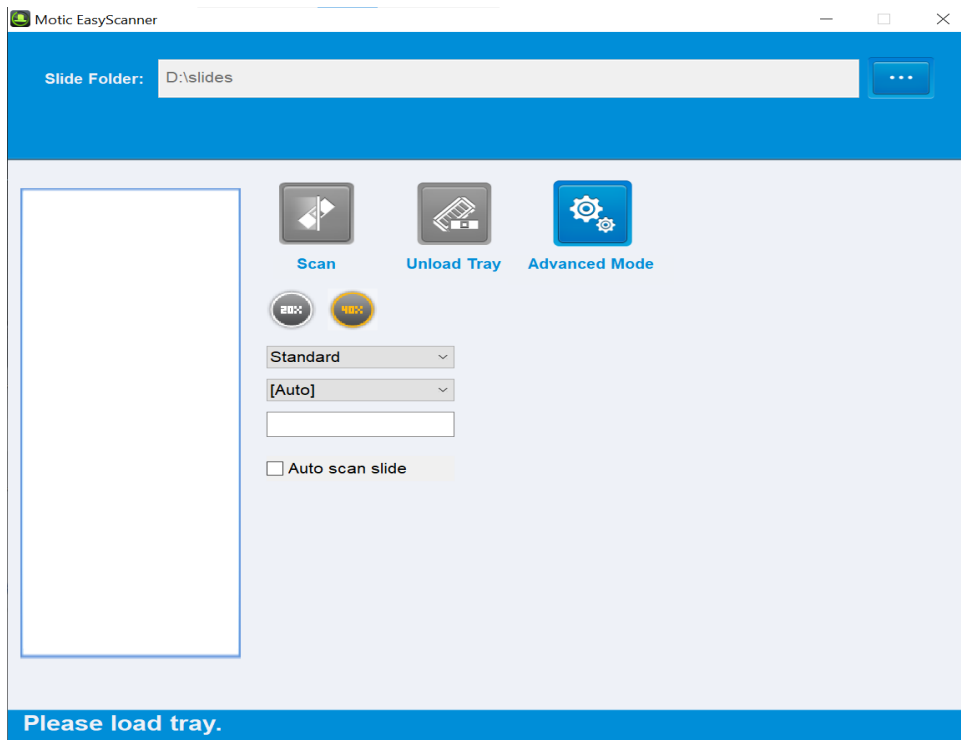 Motic EasyScanner
Slide Folder: D:\slides ...
Scan Unload Tray Advanced Mode
20X 40X
Standard
[Auto]
Auto scan slide
Please load tray.